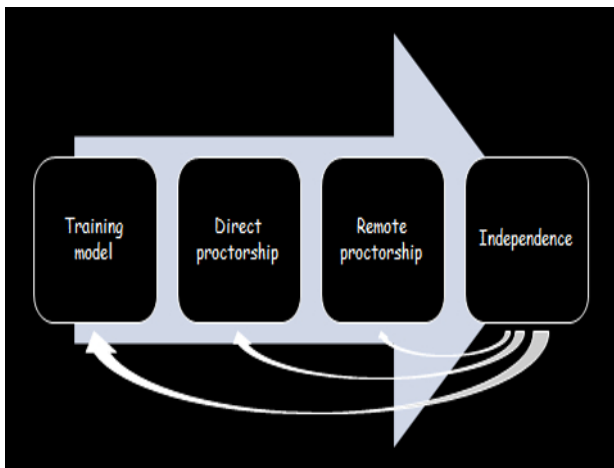 Training
model
Direct
proctorship
Remote
proctorship
Independence